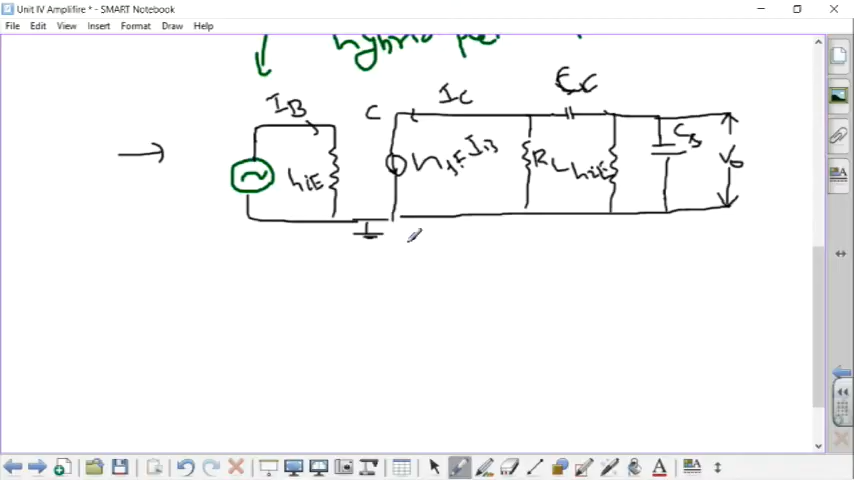 Unit IV Amplifire * - SMART Notebook
File Edit View Insert Format Draw Help
hybrid
IB
C
IC
CC
hiE
hfE IB
RL
hiE
CS
Vo
A